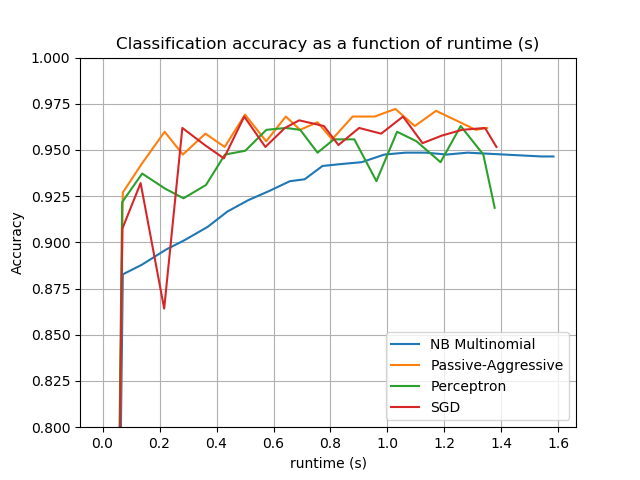 Classification accuracy as a function of runtime (s)
1.000
0.975
0.950
0.925
0.900
0.875
0.850
0.825
0.800
Accuracy
0.0 0.2 0.4 0.6 0.8 1.0 1.2 1.4 1.6
runtime (s)
NB Multinomial
Passive-Aggressive
Perceptron
SGD